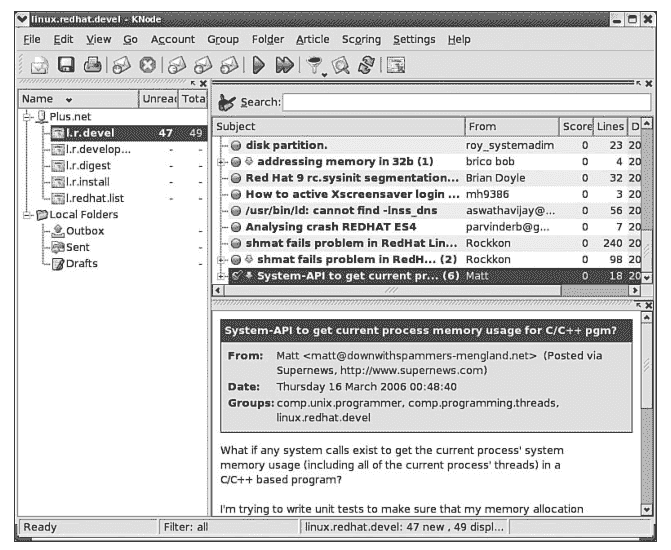 linux.redhat.devel - KNode
File Edit View Go Account Group Folder Article Scoring Settings Help
Name Unread Tota
Plus.net
l.r.devel 47 49
l.r.develop... - -
l.r.digest - -
l.r.install - -
l.redhat.list - -
Local Folders
Outbox -
Sent -
Drafts -
Search:
Subject From Score Lines D
disk partition. roy_systemadim 0 23 20
addressing memory in 32b (1) brico bob 0 4 20
Red Hat 9 rc.sysinit segmentation... Brian Doyle 0 32 20
How to active Xscreensaver login ... mh9386 0 3 20
/usr/bin/ld: cannot find -lnss_dns aswathavijay@... 0 56 20
Analysing crash REDHAT ES4 parvinderb@g... 0 7 20
shmat fails problem in RedHat Lin... Rockkon 0 240 20
shmat fails problem in RedH... (2) Rockkon 0 98 20
System-API to get current pr... (6) Matt 0 18 20
System-API to get current process memory usage for C/C++ pgm?
From: Matt <matt@downwithspammers-mengland.net> (Posted via
Supernews, http://www.supernews.com)
Date: Thursday 16 March 2006 00:48:40
Groups: comp.unix.programmer, comp.programming.threads,
linux.redhat.devel
What if any system calls exist to get the current process' system
memory usage (including all of the current process' threads) in a
C/C++ based program?
I'm trying to write unit tests to make sure that my memory allocation
Ready Filter: all linux.redhat.devel: 47 new , 49 displ...